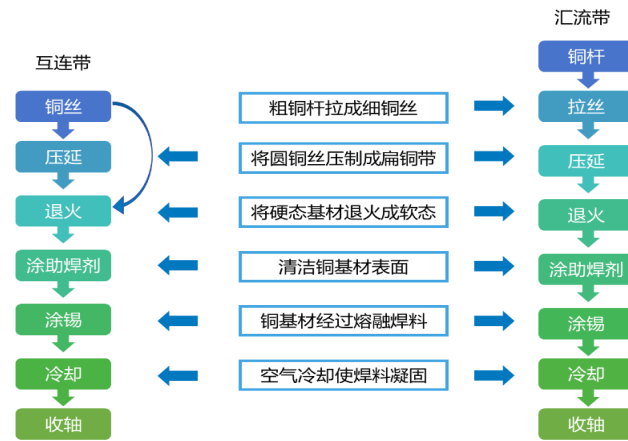 互连带
铜丝
压延
退火
涂助焊剂
涂锡
冷却
收轴
粗铜杆拉成细铜丝
将圆铜丝压制成扁铜带
将硬态基材退火成软态
清洁铜基材表面
铜基材经过熔融焊料
空气冷却使焊料凝固
汇流带
铜杆
拉丝
压延
退火
涂助焊剂
涂锡
冷却
收轴